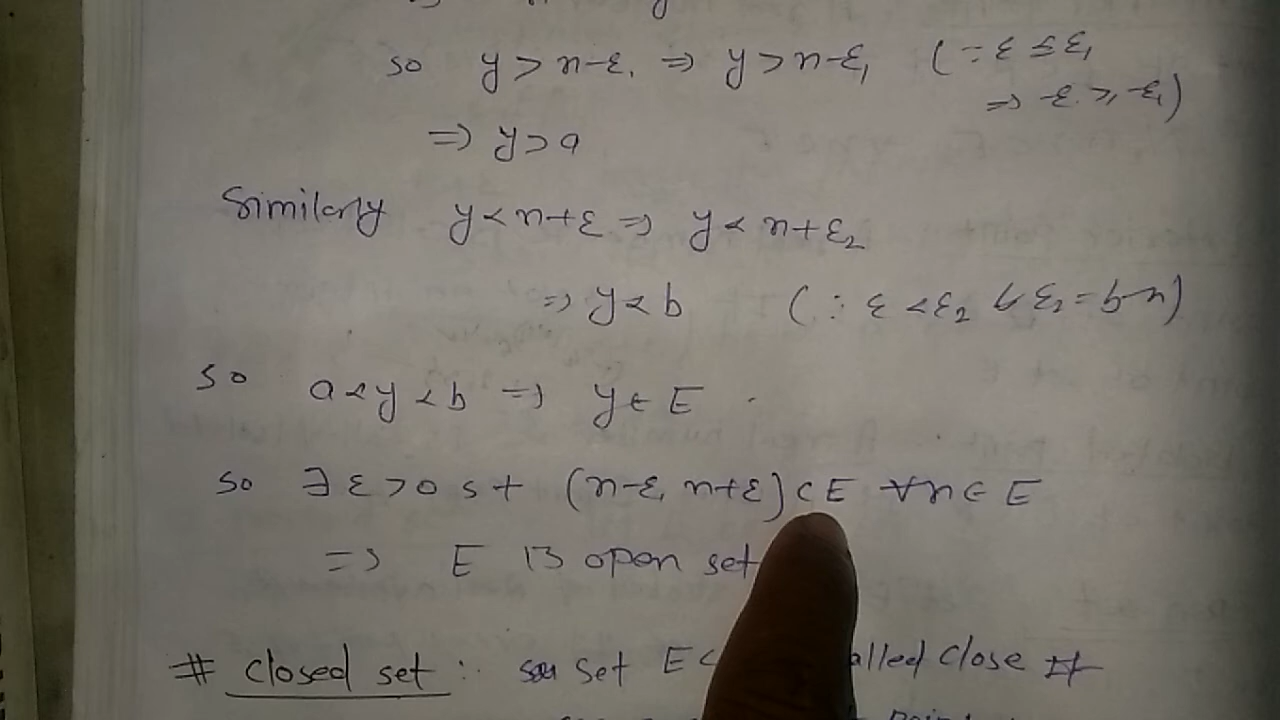 so y > x-ε, ⇒ y > x-ε₁ (∵ ε ≤ ε₁
⇒ -ε ≥ -ε₁)
⇒ y > a
Similarly y < x+ε ⇒ y < x+ε₂
⇒ y < b (∵ ε < ε₂ & ε₂ = b-x)
so a < y < b ⇒ y ∈ E .
so ∃ ε > 0 st (x-ε, x+ε) ⊂ E ∀ x ∈ E
⇒ E is open set
# closed set : set E ⊂ alled close if